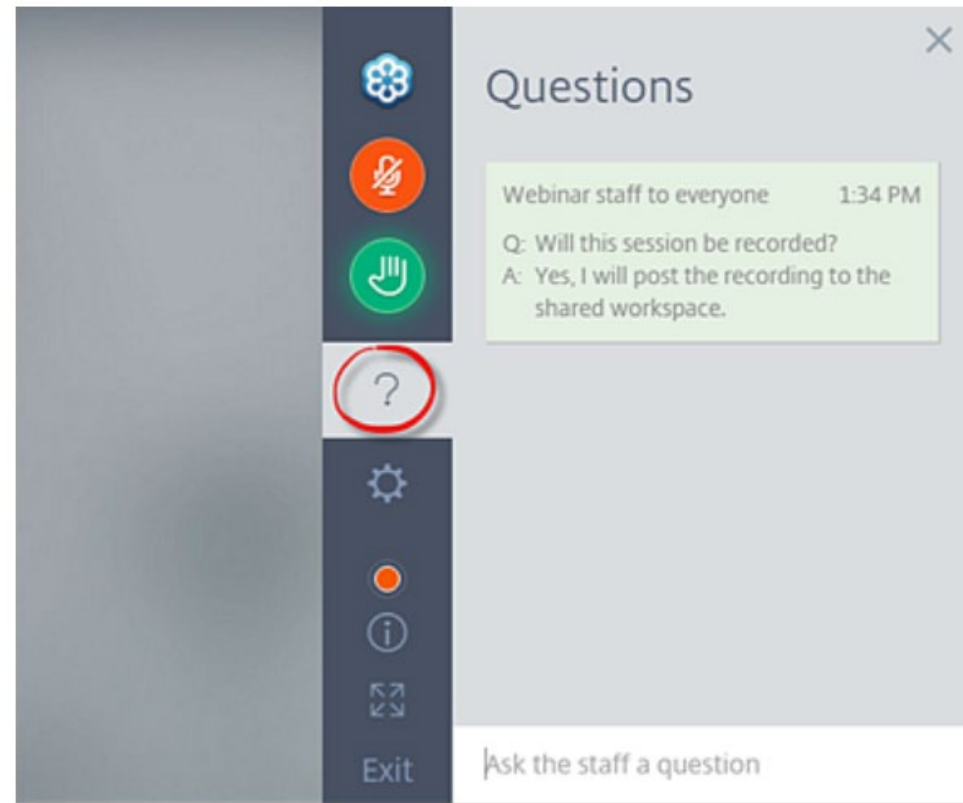 Questions
Webinar staff to everyone 1:34 PM
Q: Will this session be recorded?
A: Yes, I will post the recording to the
shared workspace.
?
Exit
Ask the staff a question